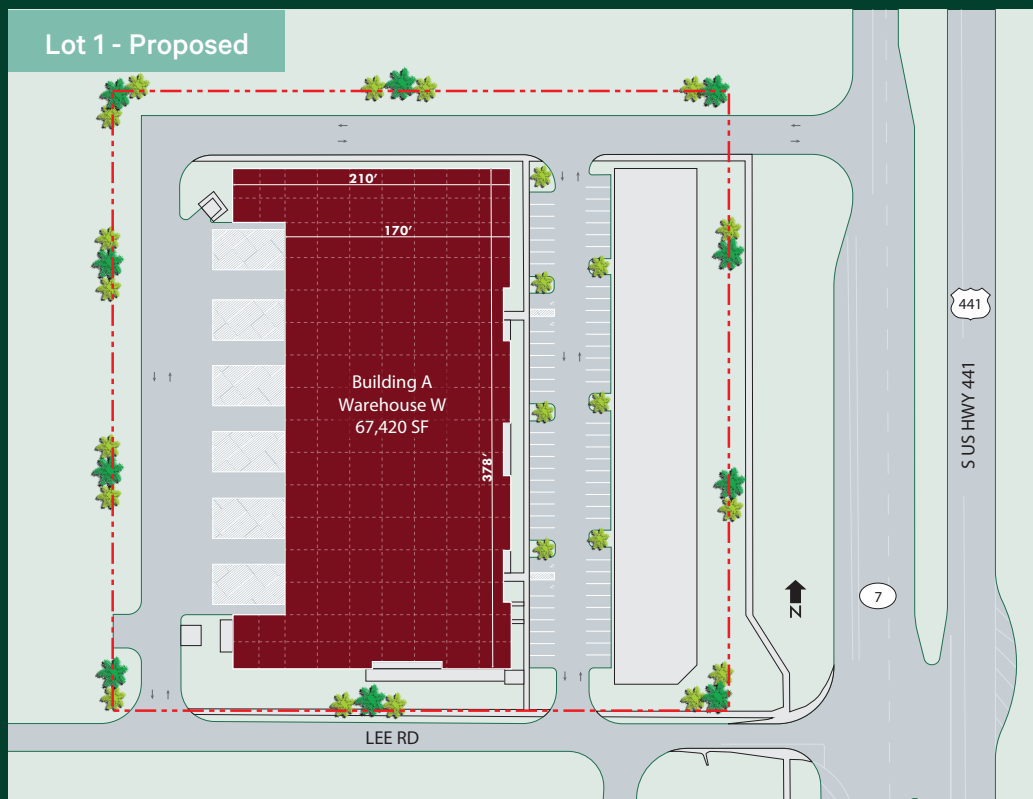 Lot 1 - Proposed
210'
170'
441
Building A
Warehouse W
67,420 SF
S US HWY 441
378'
7
N
LEE RD